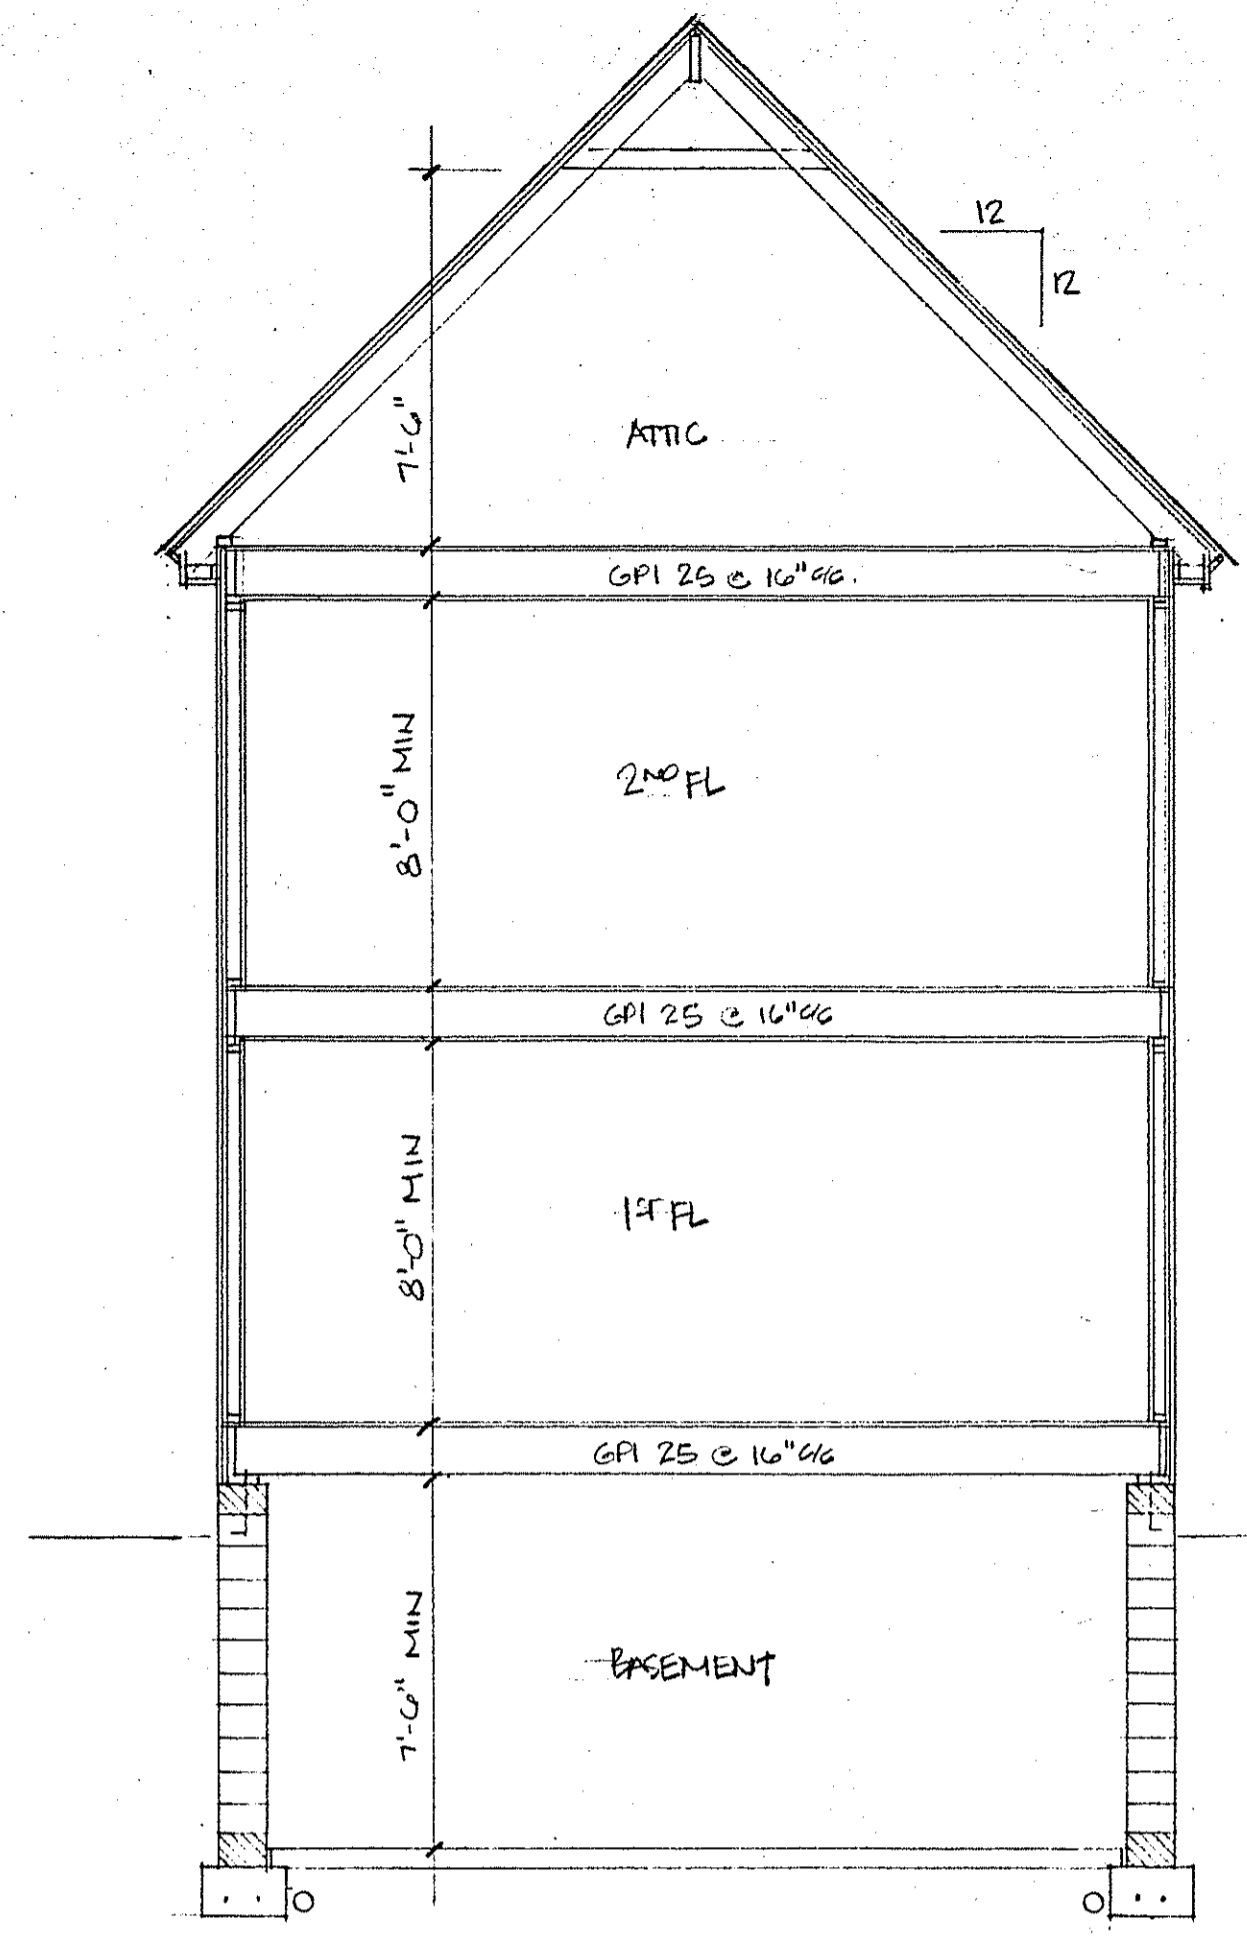 12
12
7'-6"
ATTIC
GPI 25 @ 16" c/c.
8'-0" MIN
2ND FL
GPI 25 @ 16" c/c
8'-0" MIN
1ST FL
GPI 25 @ 16" c/c
7'-6" MIN
BASEMENT